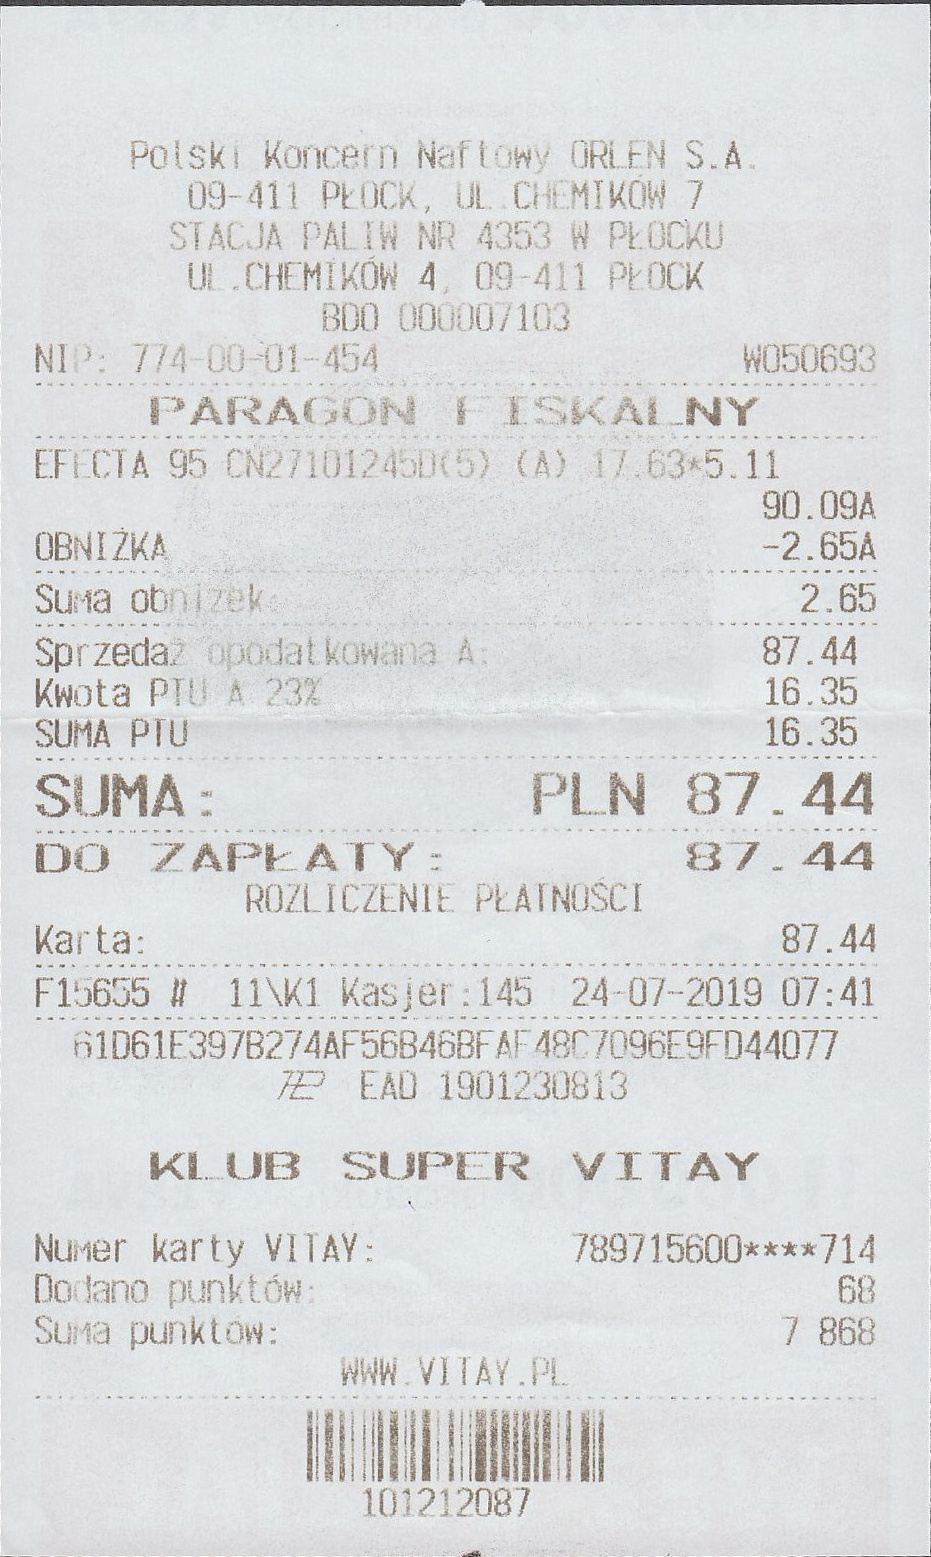 Polski Koncern Naftowy ORLEN S.A.
09-411 PŁOCK, UL.CHEMIKÓW 7
STACJA PALIW NR 4353 W PŁOCKU
UL.CHEMIKÓW 4, 09-411 PŁOCK
BDO 000007103
NIP: 774-00-01-454 W050693
PARAGON FISKALNY
EFECTA 95 CN27101245D(5) (A) 17.63*5.11
90.09A
OBNIŻKA -2.65A
Suma obniżek: 2.65
Sprzedaż opodatkowana A: 87.44
Kwota PTU A 23% 16.35
SUMA PTU 16.35
SUMA: PLN 87.44
DO ZAPŁATY: 87.44
ROZLICZENIE PŁATNOŚCI
Karta: 87.44
F15655 # 11\K1 Kasjer:145 24-07-2019 07:41
61D61E397B274AF56B46BFAF48C7096E9FD44077
EAD 1901230813
KLUB SUPER VITAY
Numer karty VITAY: 789715600****714
Dodano punktów: 68
Suma punktów: 7 868
WWW.VITAY.PL
101212087